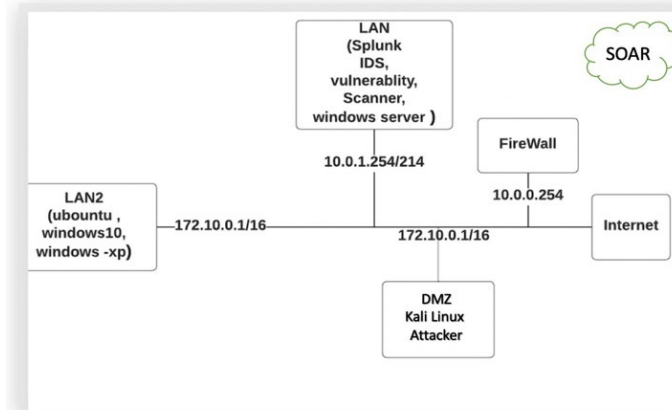 LAN
(Splunk
IDS,
vulnerablity,
Scanner,
windows server )
SOAR
10.0.1.254/214
FireWall
10.0.0.254
LAN2
(ubountu ,
windows10,
windows -xp)
172.10.0.1/16
172.10.0.1/16
Internet
DMZ
Kali Linux
Attacker